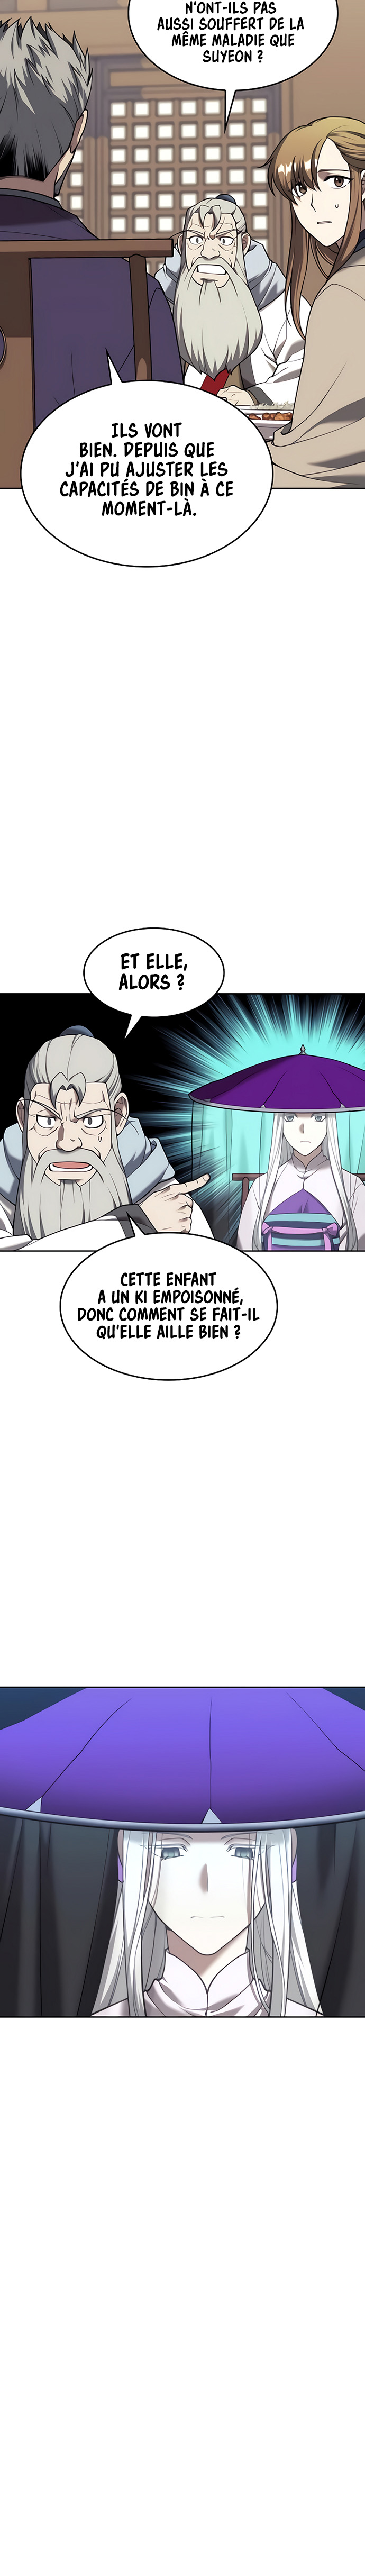 N'ONT-ILS PAS
AUSSI SOUFFERT DE LA
MÊME MALADIE QUE
SUYEON ?
ILS VONT
BIEN. DEPUIS QUE
J'AI PU AJUSTER LES
CAPACITÉS DE BIN À CE
MOMENT-LÀ.
ET ELLE,
ALORS ?
CETTE ENFANT
A UN KI EMPOISONNÉ,
DONC COMMENT SE FAIT-IL
QU'ELLE AILLE BIEN ?